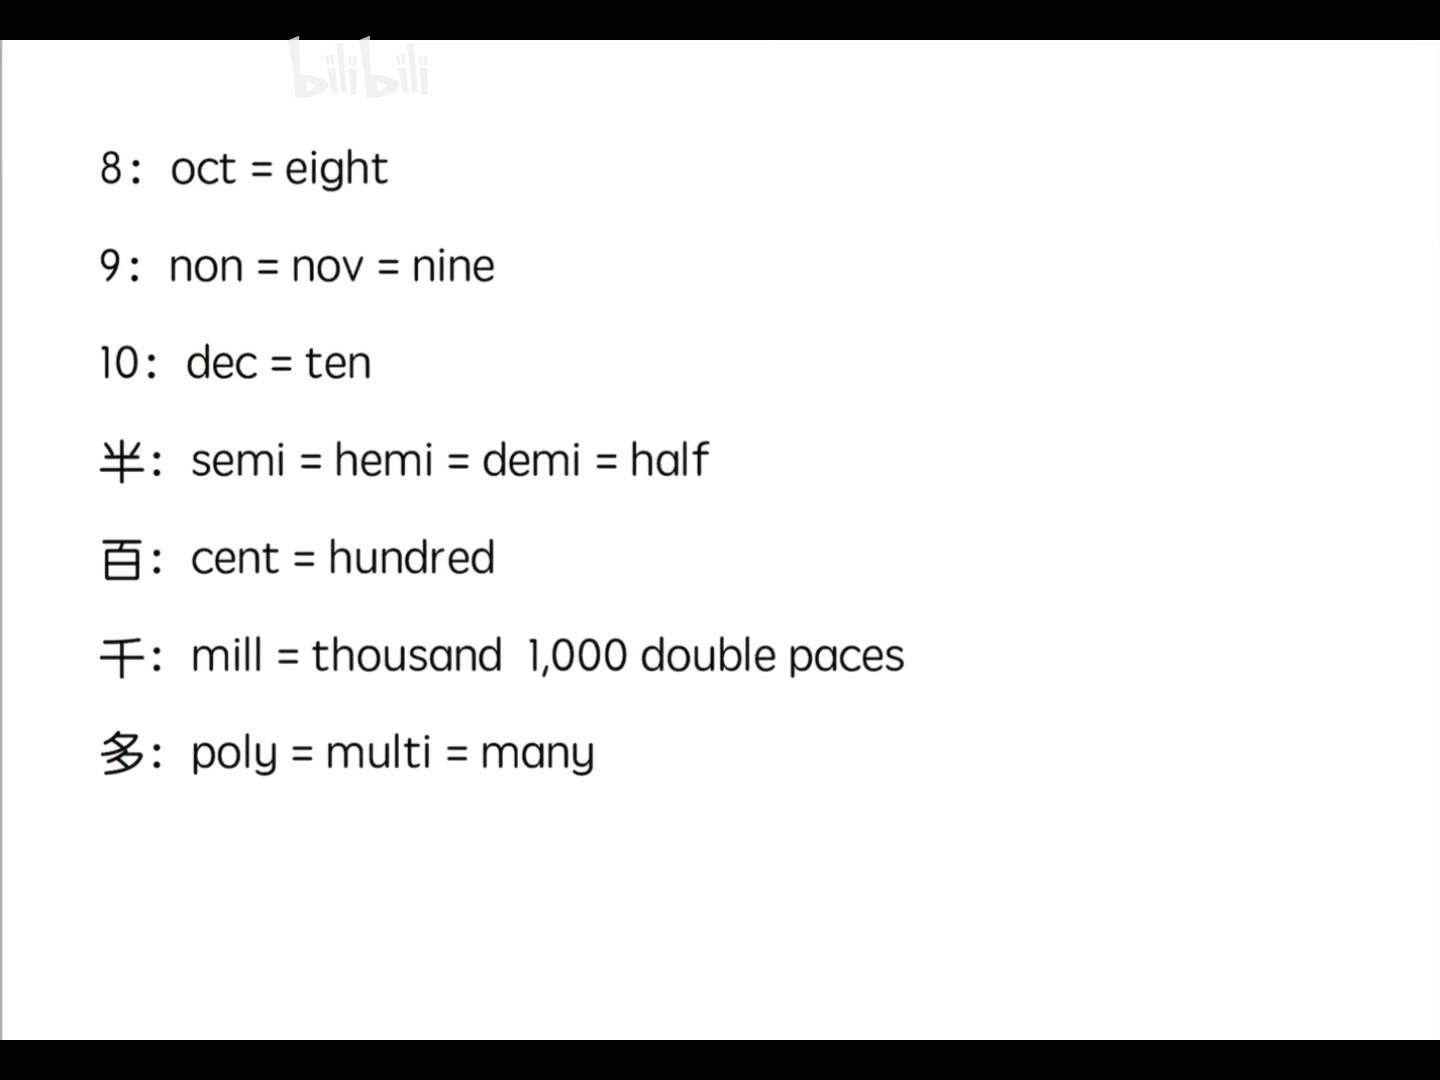 bilibili
8： oct = eight
9： non = nov = nine
10： dec = ten
半： semi = hemi = demi = half
百： cent = hundred
千： mill = thousand 1,000 double paces
多： poly = multi = many